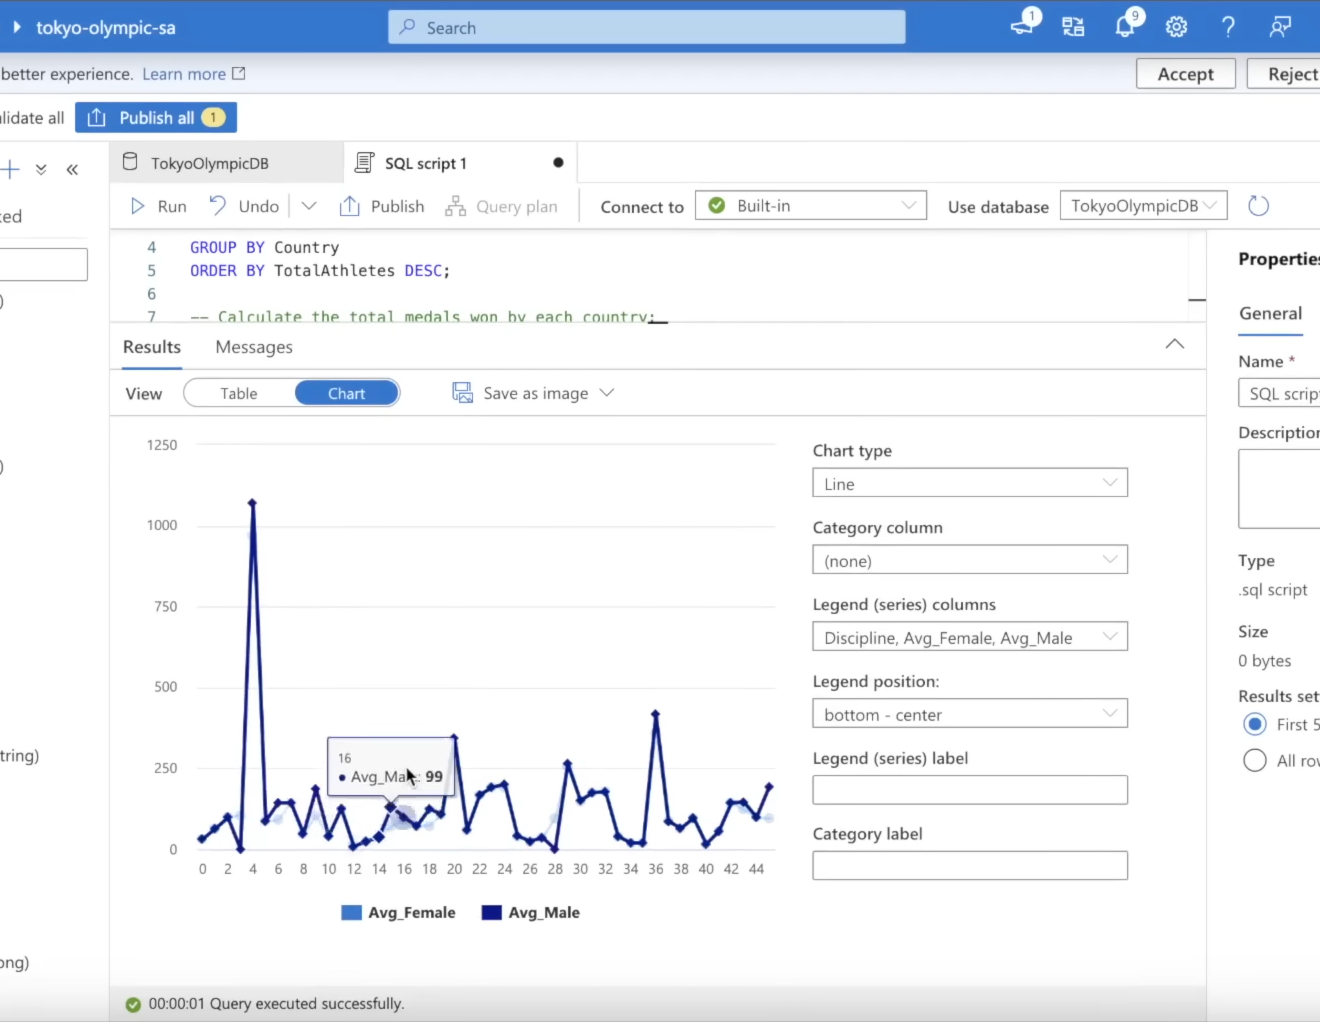 tokyo-olympic-sa
Search
1
9
better experience. Learn more
Accept
Reject
lidate all
Publish all 1
TokyoOlympicDB
SQL script 1
Run
Undo
Publish
Query plan
Connect to
Built-in
Use database
TokyoOlympicDB
ked
4 GROUP BY Country
5 ORDER BY TotalAthletes DESC;
6
7 -- Calculate the total medals won by each country:
Results
Messages
View
Table
Chart
Save as image
1250
1000
750
500
250
0
16
Avg_Male: 99
0 2 4 6 8 10 12 14 16 18 20 22 24 26 28 30 32 34 36 38 40 42 44
Avg_Female
Avg_Male
Chart type
Line
Category column
(none)
Legend (series) columns
Discipline, Avg_Female, Avg_Male
Legend position:
bottom - center
Legend (series) label
Category label
Properties
General
Name *
SQL scrip
Description
Type
.sql script
Size
0 bytes
Results set
First 5
All row
)
)
tring)
ong)
00:00:01 Query executed successfully.